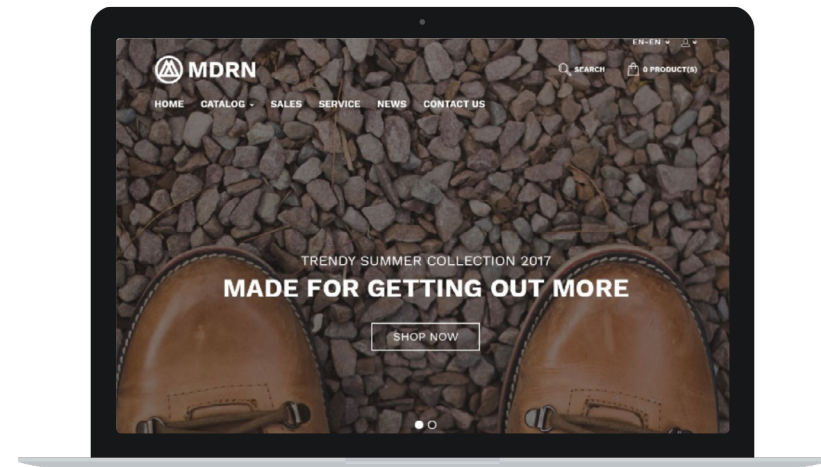 EN-EN
MDRN
SEARCH
0 PRODUCT(S)
HOME CATALOG SALES SERVICE NEWS CONTACT US
TRENDY SUMMER COLLECTION 2017
MADE FOR GETTING OUT MORE
SHOP NOW